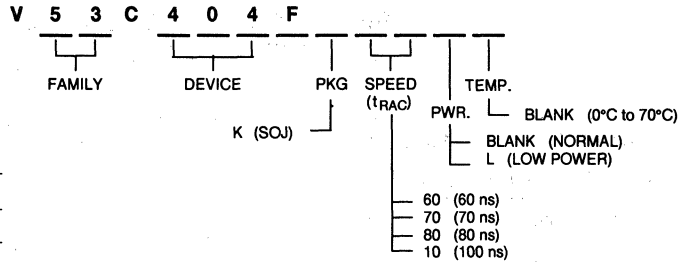 V 5 3 C 4 0 4 F
FAMILY DEVICE PKG SPEED TEMP.
(tRAC) PWR.
BLANK (0°C to 70°C)
K (SOJ)
BLANK (NORMAL)
L (LOW POWER)
60 (60 ns)
70 (70 ns)
80 (80 ns)
10 (100 ns)